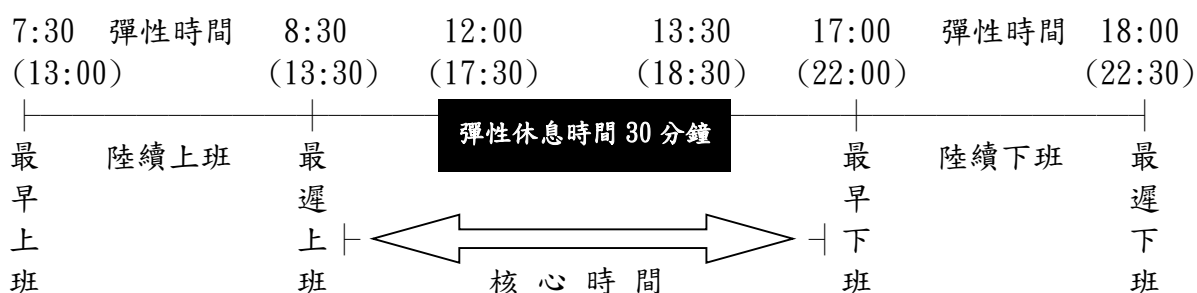 7:30 彈性時間 8:30 12:00 13:30 17:00 彈性時間 18:00
(13:00) (13:30) (17:30) (18:30) (22:00) (22:30)
彈性休息時間 30 分鐘
最早上班
陸續上班
最遲上班
最早下班
陸續下班
最遲下班
核心時間